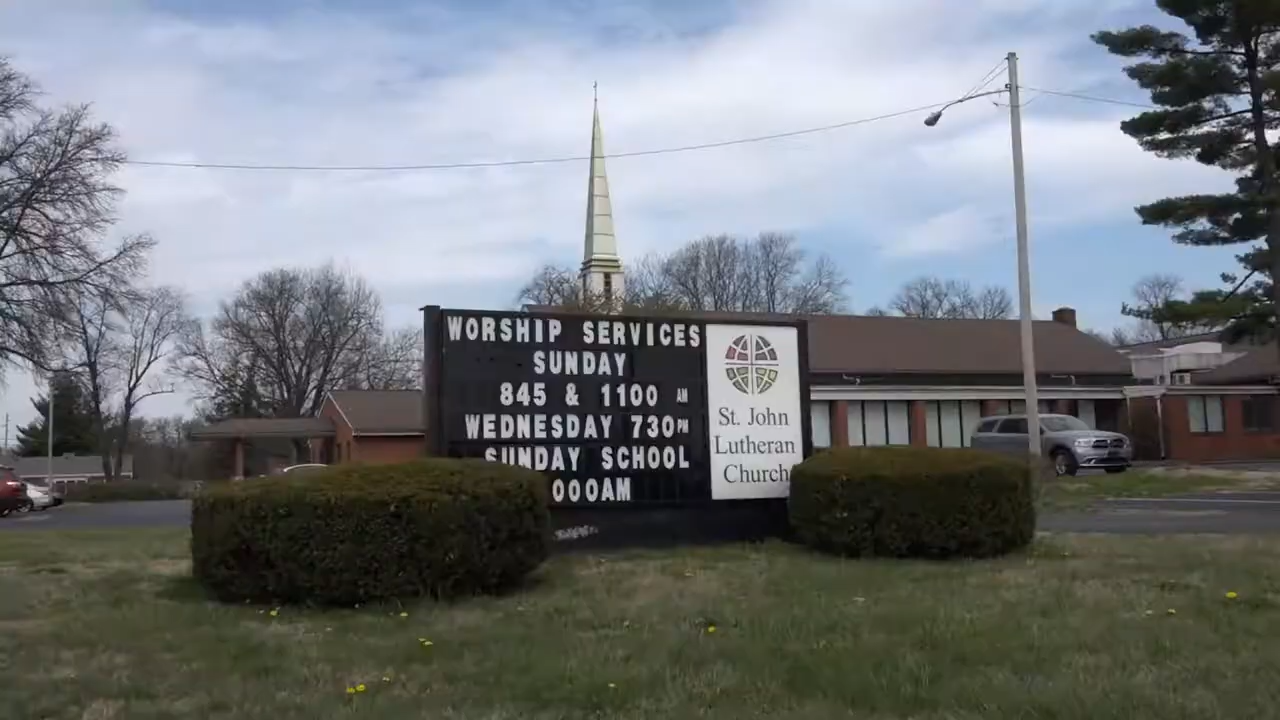 WORSHIP SERVICES
SUNDAY
845 & 1100 AM
WEDNESDAY 730PM
SUNDAY SCHOOL
000AM
St. John
Lutheran
Church